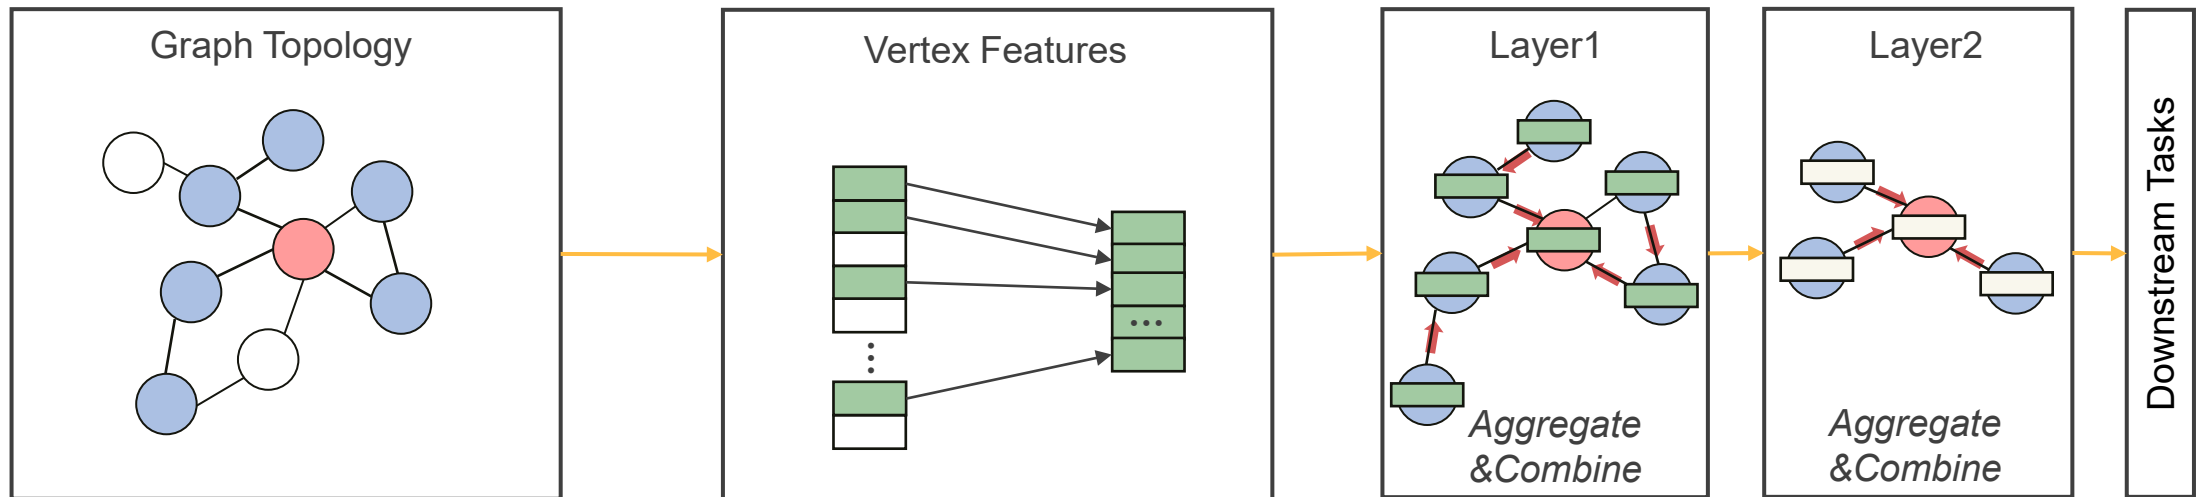 Graph Topology
Vertex Features
Layer1
Aggregate
&Combine
Layer2
Aggregate
&Combine
Downstream Tasks